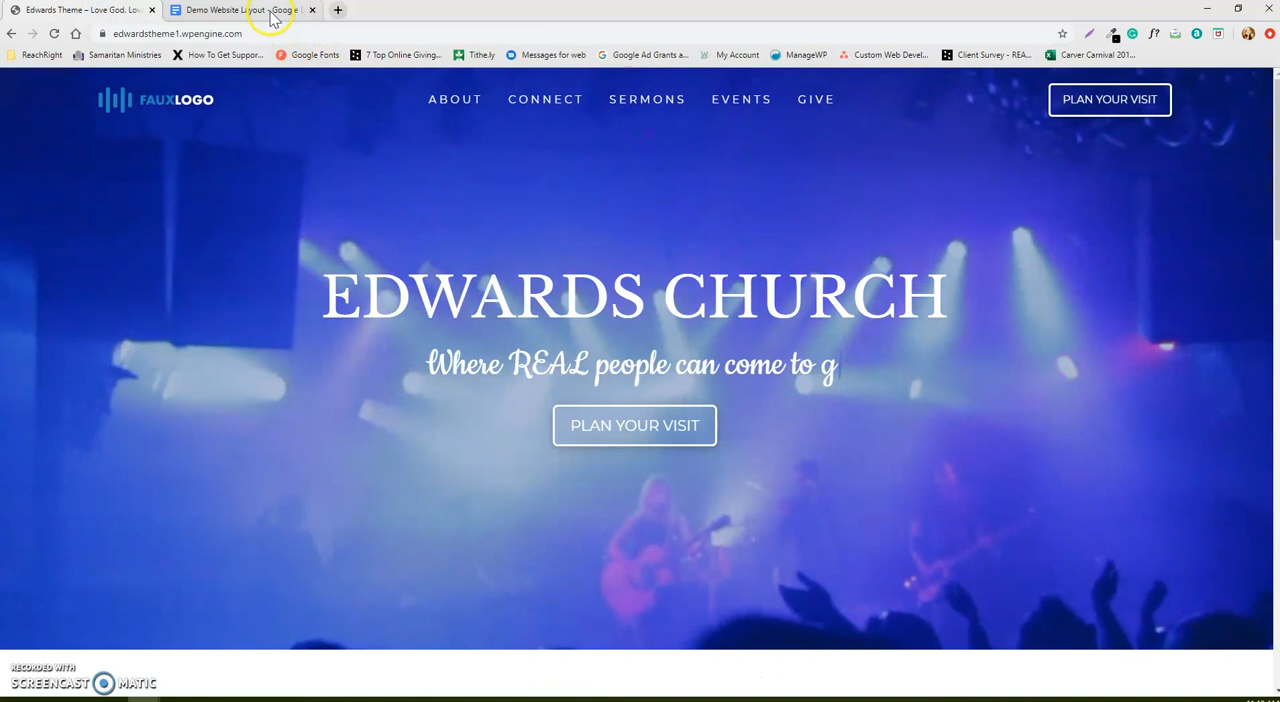 Edwards Theme – Love God. Lov
Demo Website Layout - Google
edwardstheme1.wpengine.com
ReachRight
Samaritan Ministries
How To Get Suppor...
Google Fonts
7 Top Online Giving...
Tithe.ly
Messages for web
Google Ad Grants a...
My Account
ManageWP
Custom Web Devel...
Client Survey - REA...
Carver Carnival 201...
FAUXLOGO
ABOUT CONNECT SERMONS EVENTS GIVE
PLAN YOUR VISIT
EDWARDS CHURCH
Where REAL people can come to g
PLAN YOUR VISIT
RECORDED WITH
SCREENCAST MATIC